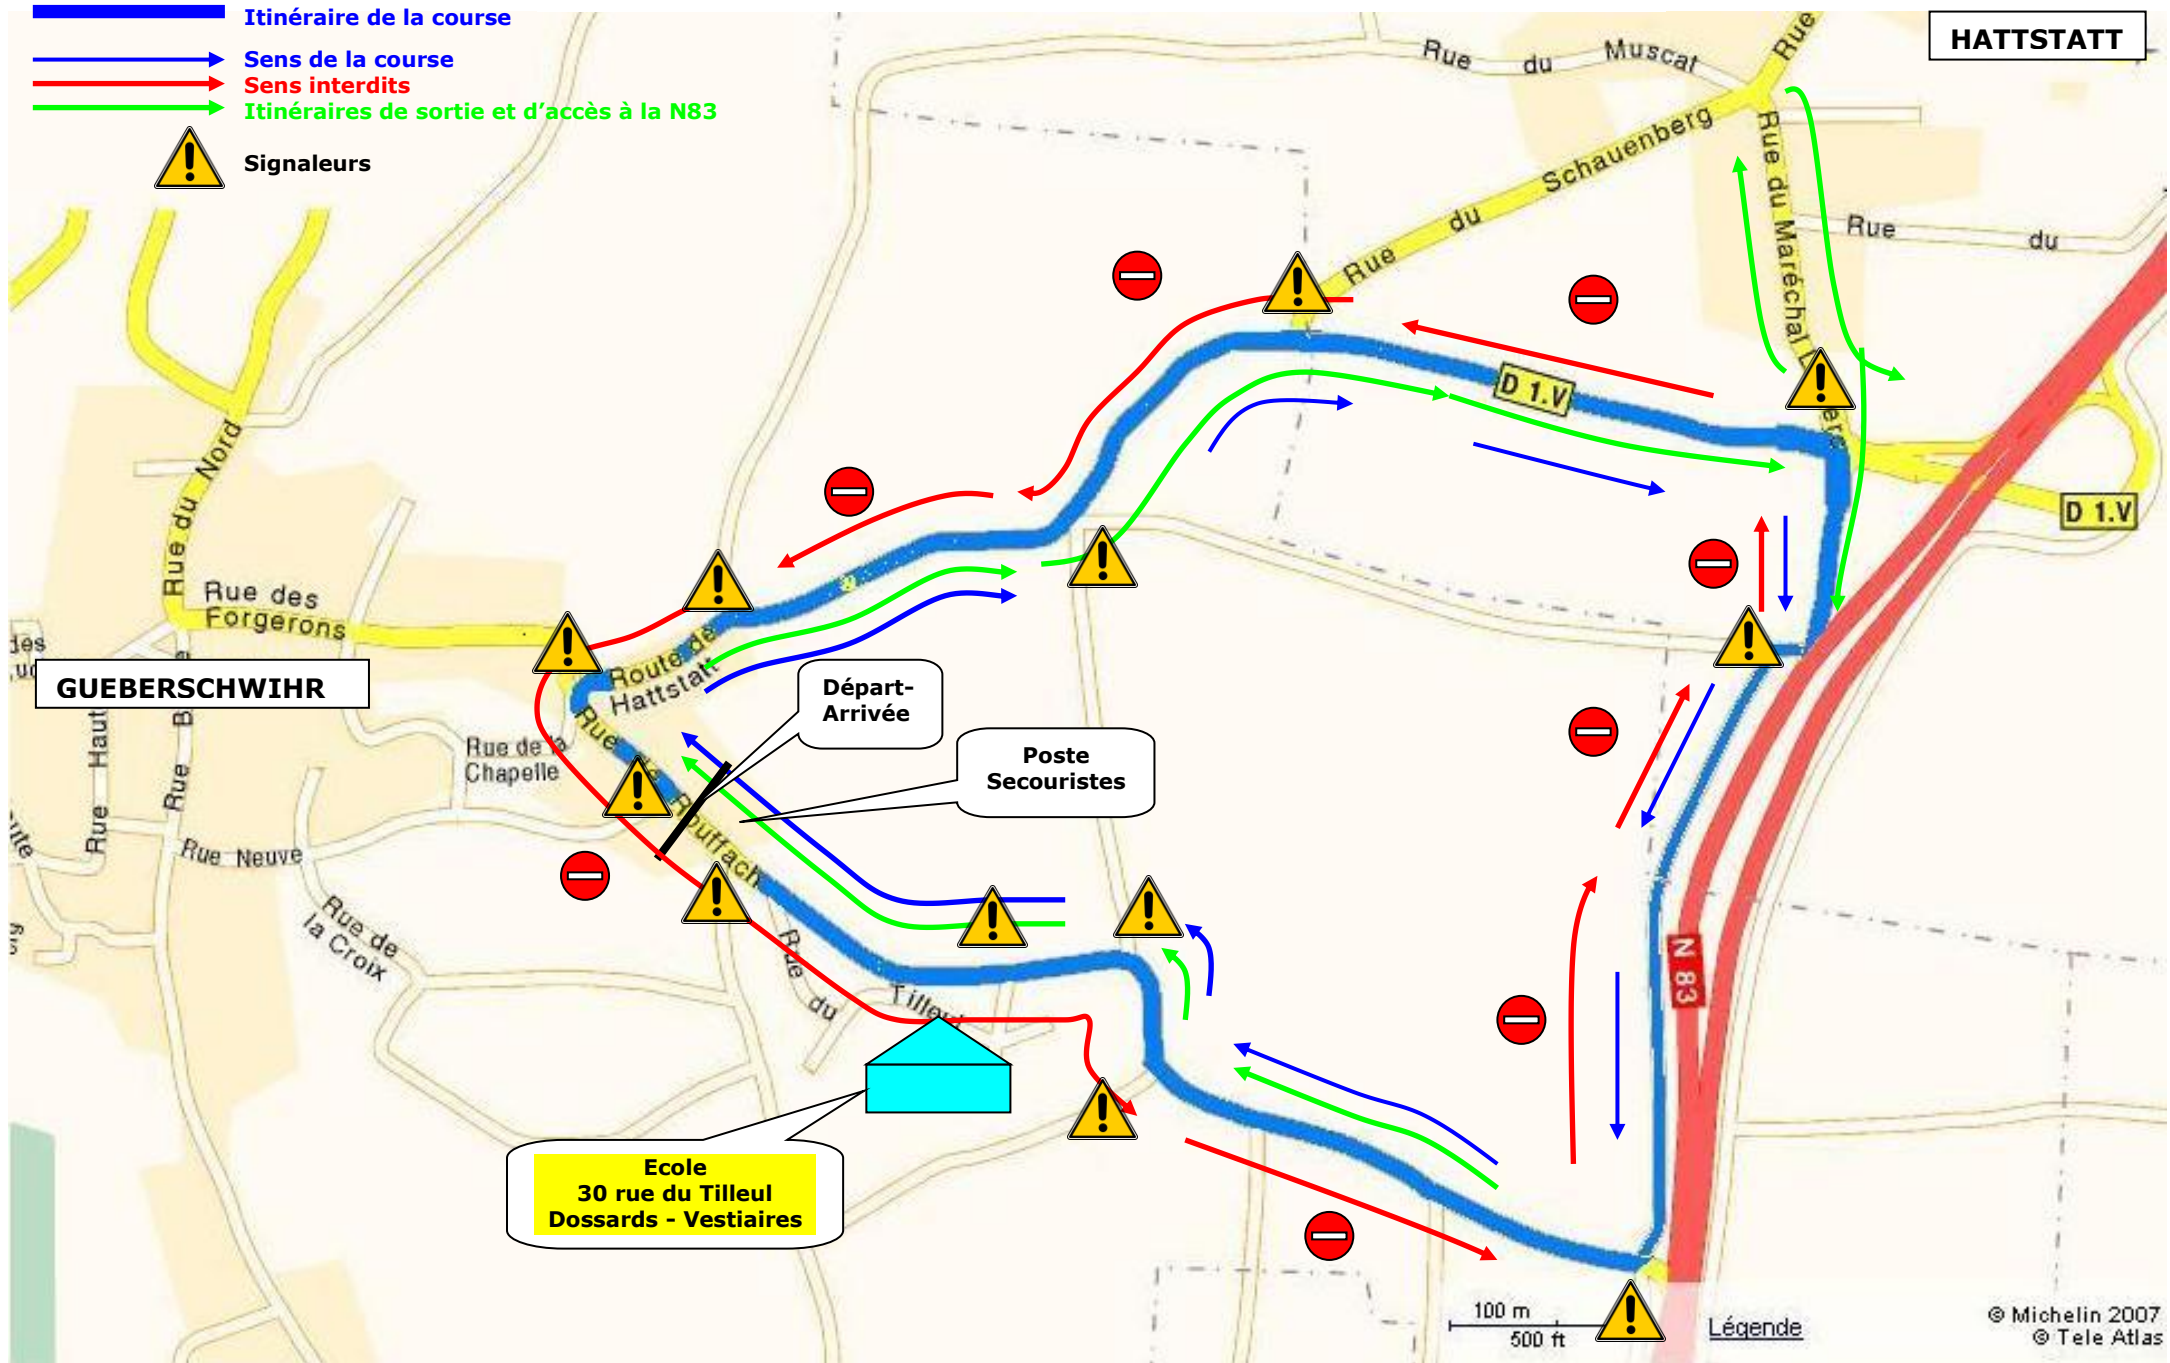 Itinéraire de la course
Sens de la course
Sens interdits
Itinéraires de sortie et d'accès à la N83
Signaleurs
HATTSTATT
Rue du Muscat
Rue
Rue du Schauenberg
Rue du Maréchal
Rue du
D 1.V
D 1.V
Rue du Nord
Rue des
Forgerons
GUEBERSCHWIHR
Route de
Hattstatt
Rue de Rouffach
Départ-
Arrivée
Poste
Secouristes
Rue de la
Chapelle
Rue Haut
Rue B
Rue Neuve
Rue de
la Croix
Rue du Tilleul
N 83
Ecole
30 rue du Tilleul
Dossards - Vestiaires
100 m
500 ft
Légende
© Michelin 2007
© Tele Atlas